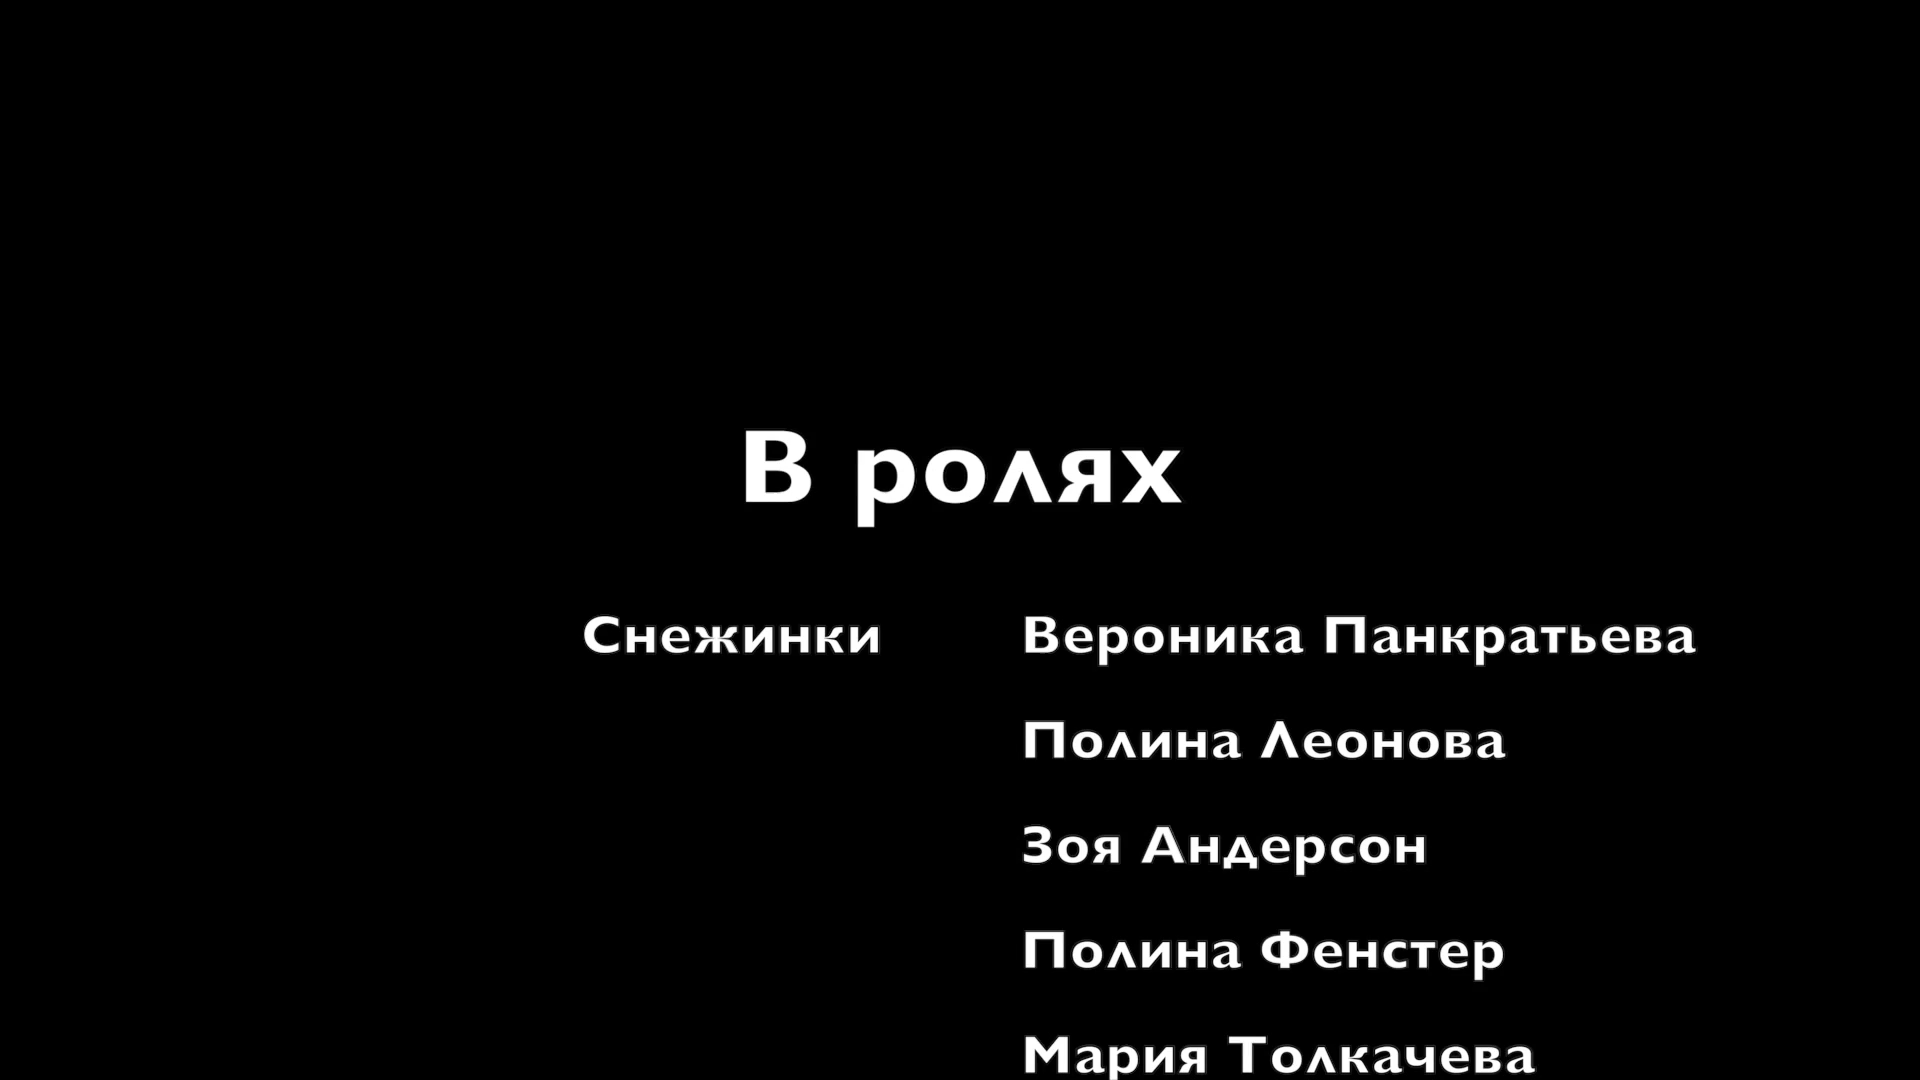 В ролях
Снежинки Вероника Панкратьева
Полина Леонова
Зоя Андерсон
Полина Фенстер
Мария Толкачева